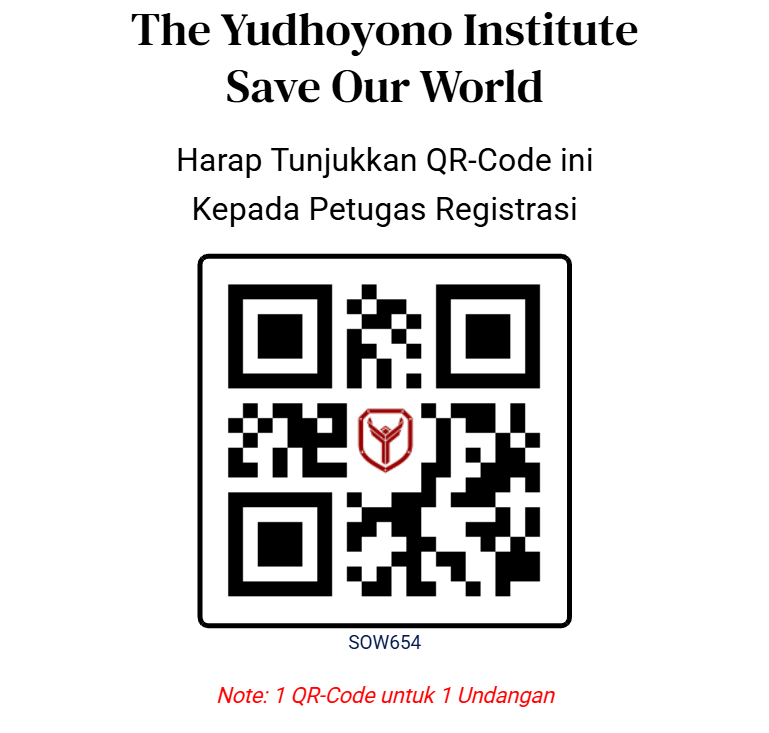 The Yudhoyono Institute
Save Our World
Harap Tunjukkan QR-Code ini
Kepada Petugas Registrasi
SOW654
Note: 1 QR-Code untuk 1 Undangan